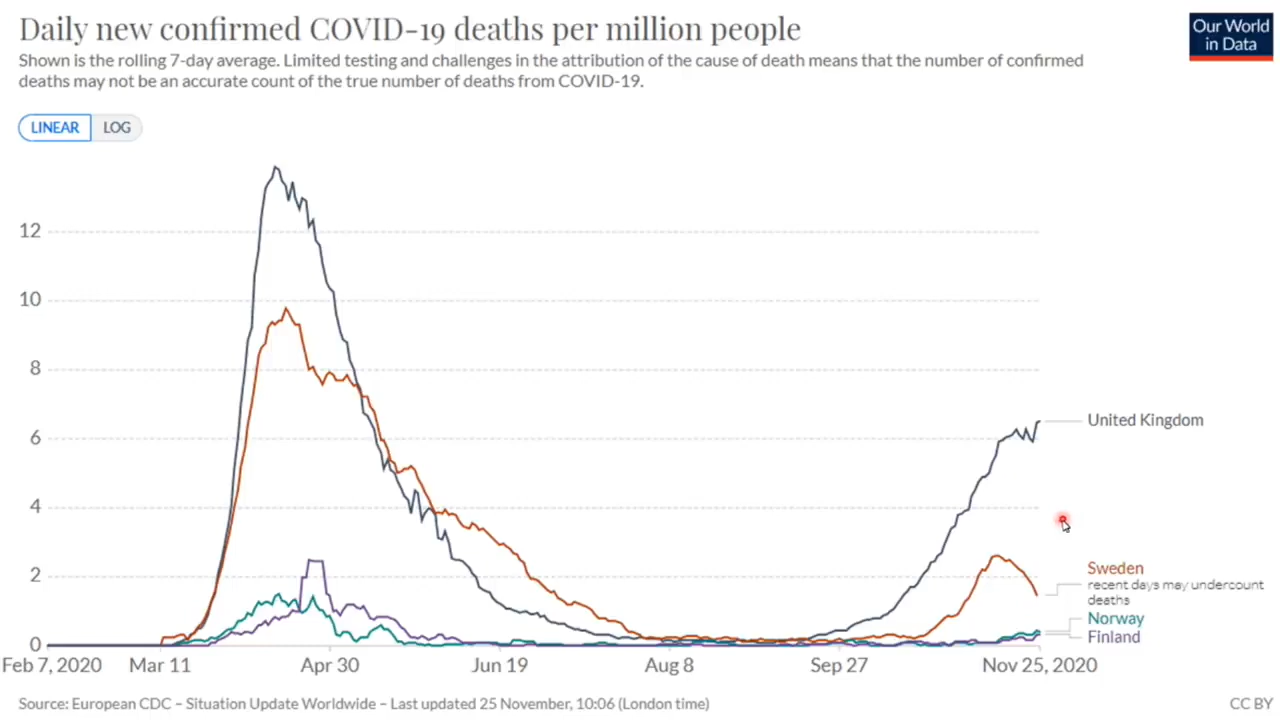 Daily new confirmed COVID-19 deaths per million people
Our World
in Data
Shown is the rolling 7-day average. Limited testing and challenges in the attribution of the cause of death means that the number of confirmed
deaths may not be an accurate count of the true number of deaths from COVID-19.
LINEAR LOG
12
10
8
6
4
2
0
United Kingdom
Sweden
recent days may undercount
deaths
Norway
Finland
Feb 7, 2020 Mar 11 Apr 30 Jun 19 Aug 8 Sep 27 Nov 25, 2020
Source: European CDC – Situation Update Worldwide – Last updated 25 November, 10:06 (London time)
CC BY